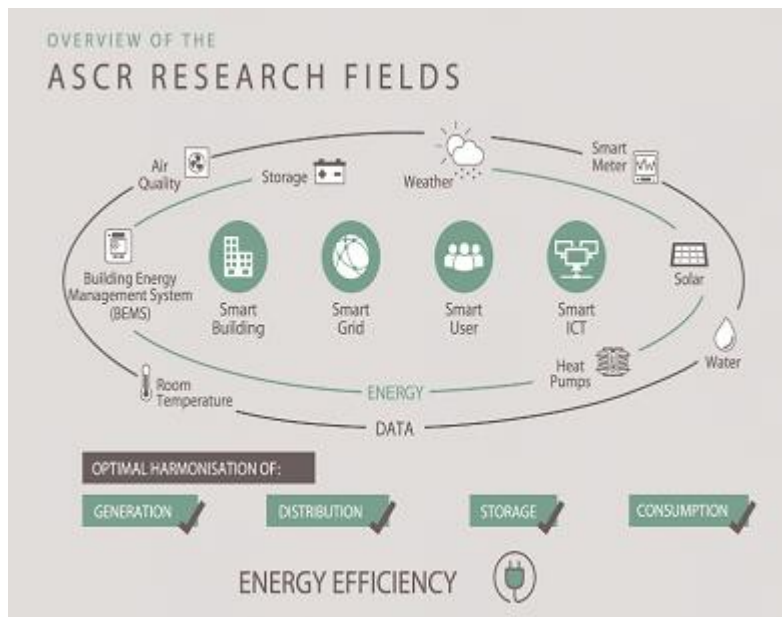 OVERVIEW OF THE
ASCR RESEARCH FIELDS
Air
Quality
Storage
Weather
Smart
Meter
Building Energy
Management System
(BEMS)
Smart
Building
Smart
Grid
Smart
User
Smart
ICT
Solar
Water
Heat
Pumps
Room
Temperature
ENERGY
DATA
OPTIMAL HARMONISATION OF:
GENERATION
DISTRIBUTION
STORAGE
CONSUMPTION
ENERGY EFFICIENCY